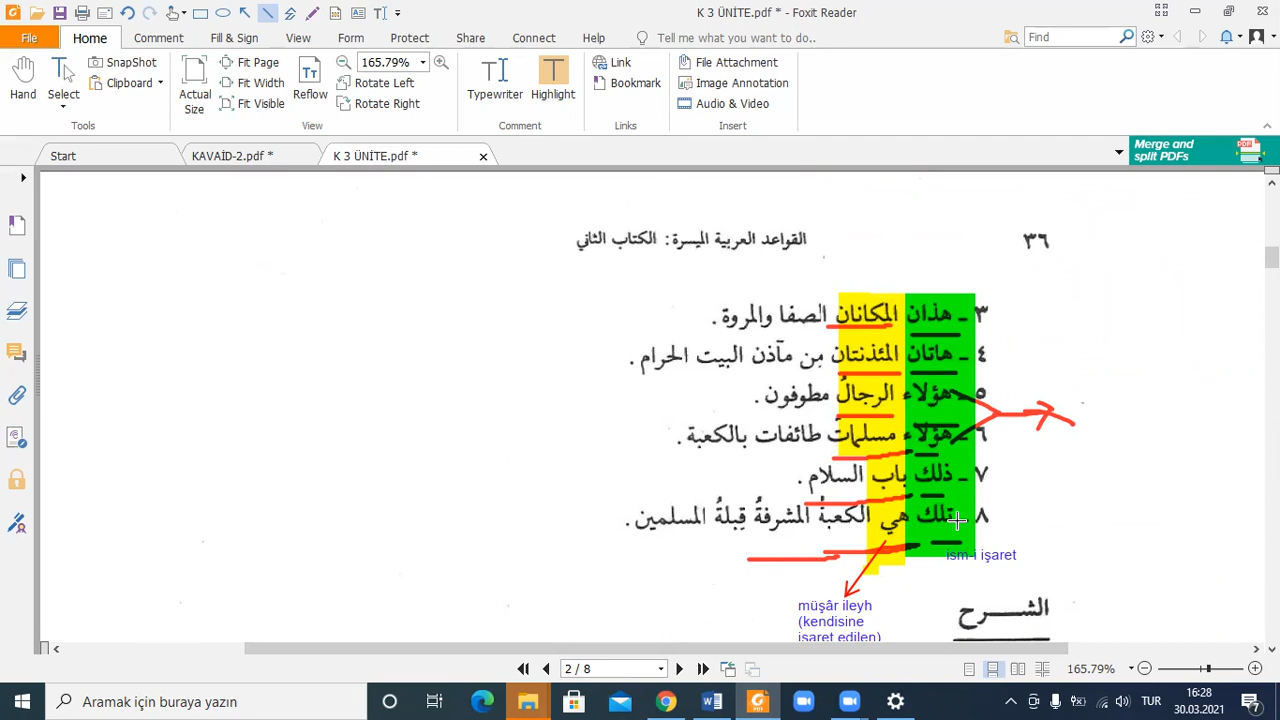 K 3 ÜNİTE.pdf * - Foxit Reader
File Home Comment Fill & Sign View Form Protect Share Connect Help Tell me what you want to do.. Find
Hand
Select
SnapShot
Clipboard
Tools
Actual Size
Fit Page
Fit Width
Fit Visible
Reflow
165.79%
Rotate Left
Rotate Right
View
Typewriter
Highlight
Comment
Link
Bookmark
Links
File Attachment
Image Annotation
Audio & Video
Insert
Start
KAVAİD-2.pdf *
K 3 ÜNİTE.pdf *
Merge and split PDFs
٣٦ القواعد العربية الميسرة : الكتاب الثاني
٣ ـ هذان المكانان الصفا والمروة .
٤ ـ هاتان المئذنتان مِن مآذن البيت الحرام .
٥ ـ هؤلاء الرجالُ مطوفون .
٦ ـ هؤلاء مسلماتٌ طائفات بالكعبة .
٧ ـ ذلك باب السلام .
٨ ـ تلك هي الكعبةُ المشرفةُ قِبلةُ المسلمين .
ism-i işaret
müşâr ileyh
(kendisine
işaret edilen)
الشـــرح
2 / 8
165.79%
Aramak için buraya yazın
TUR
16:28
30.03.2021
7